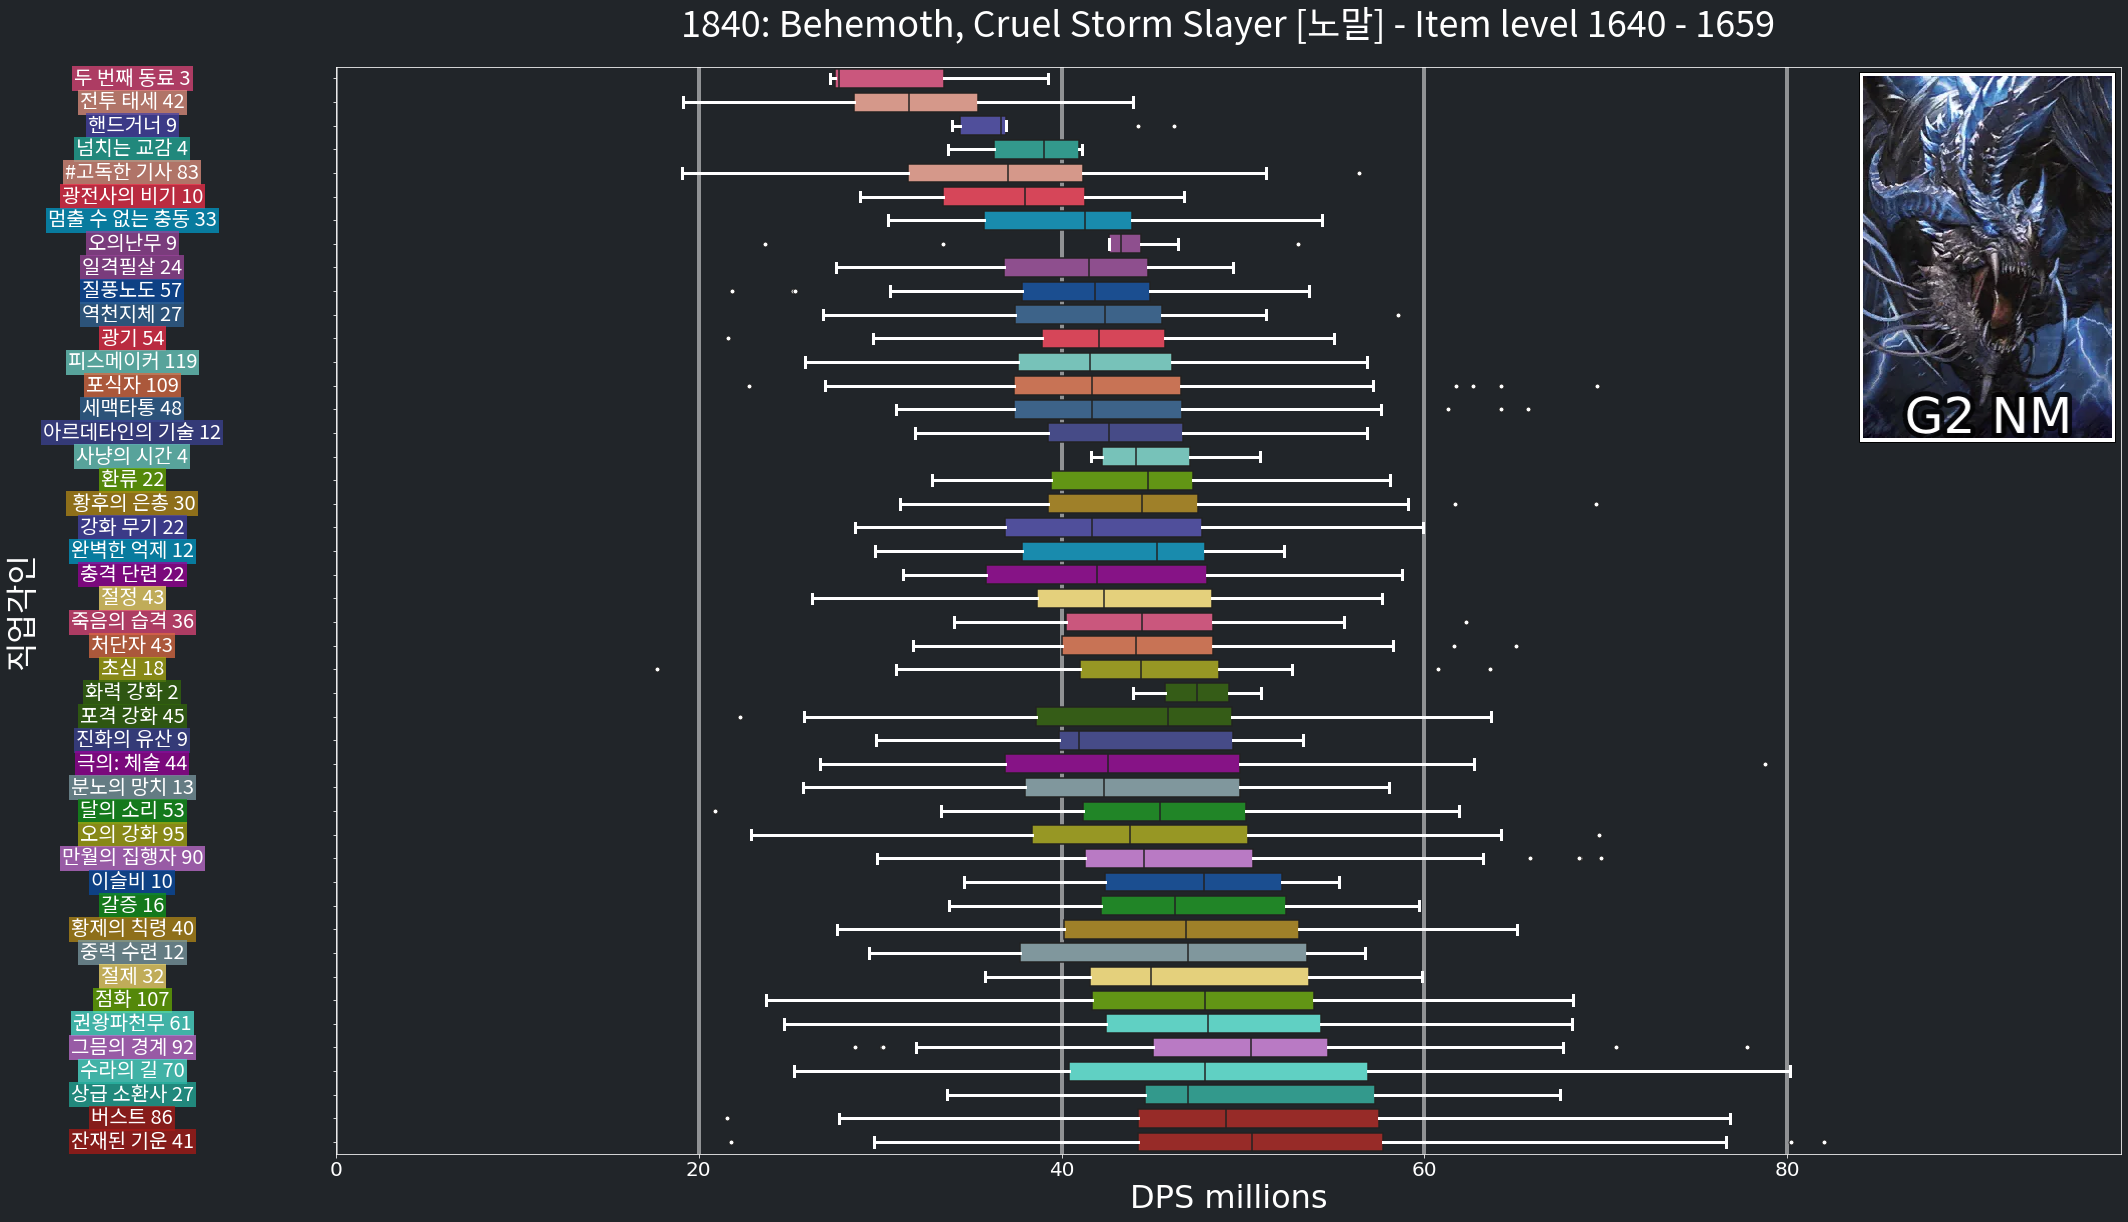 1840: Behemoth, Cruel Storm Slayer [노말] - Item level 1640 - 1659
두 번째 동료 3
전투 태세 42
핸드거너 9
넘치는 교감 4
#고독한 기사 83
광전사의 비기 10
멈출 수 없는 충동 33
오의난무 9
일격필살 24
질풍노도 57
역천지체 27
광기 54
피스메이커 119
포식자 109
세맥타통 48
아르데타인의 기술 12
사냥의 시간 4
환류 22
황후의 은총 30
강화 무기 22
완벽한 억제 12
충격 단련 22
절정 43
죽음의 습격 36
처단자 43
초심 18
화력 강화 2
포격 강화 45
진화의 유산 9
극의: 체술 44
분노의 망치 13
달의 소리 53
오의 강화 95
만월의 집행자 90
이슬비 10
갈증 16
황제의 칙령 40
중력 수련 12
절제 32
점화 107
권왕파천무 61
그믐의 경계 92
수라의 길 70
상급 소환사 27
버스트 86
잔재된 기운 41
직업각인
G2 NM
0 20 40 60 80
DPS millions